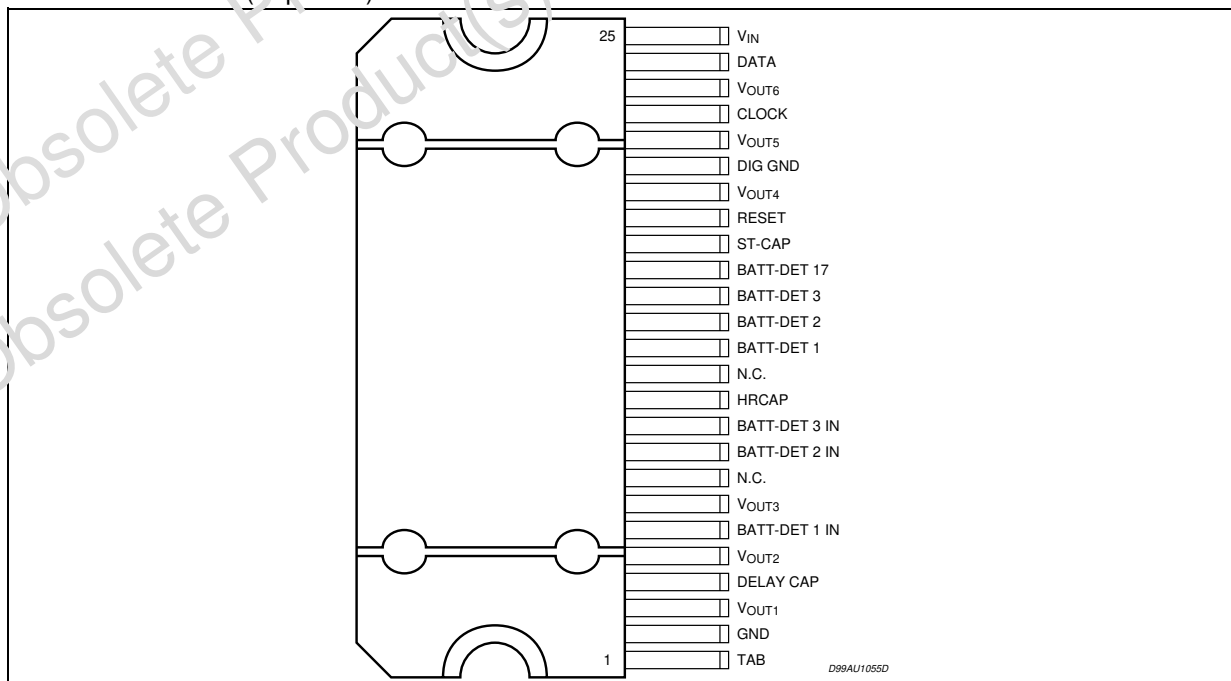 25
VIN
DATA
VOUT6
CLOCK
VOUT5
DIG GND
VOUT4
RESET
ST-CAP
BATT-DET 17
BATT-DET 3
BATT-DET 2
BATT-DET 1
N.C.
HRCAP
BATT-DET 3 IN
BATT-DET 2 IN
N.C.
VOUT3
BATT-DET 1 IN
VOUT2
DELAY CAP
VOUT1
GND
1 TAB
D99AU1055D
Obsolete
Obsolete Product(s)